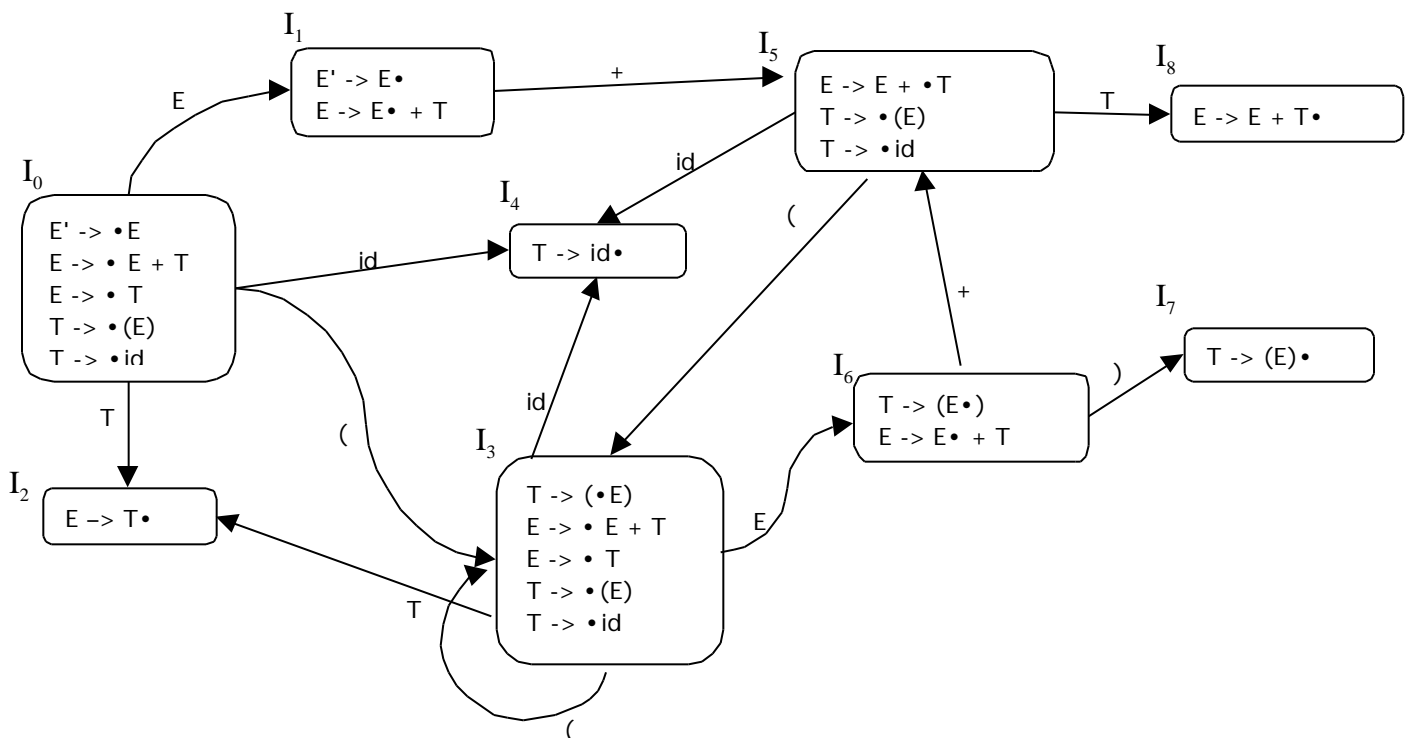 I1
E' -> E•
E -> E• + T
E
+
I5
E -> E + •T
T -> •(E)
T -> •id
T
I8
E -> E + T•
I0
E' -> •E
E -> • E + T
E -> • T
T -> •(E)
T -> •id
id
I4
T -> id•
id
(
T
(
id
+
I6
T -> (E•)
E -> E• + T
)
I7
T -> (E)•
I2
E –> T•
T
I3
T -> (•E)
E -> • E + T
E -> • T
T -> •(E)
T -> •id
E
(